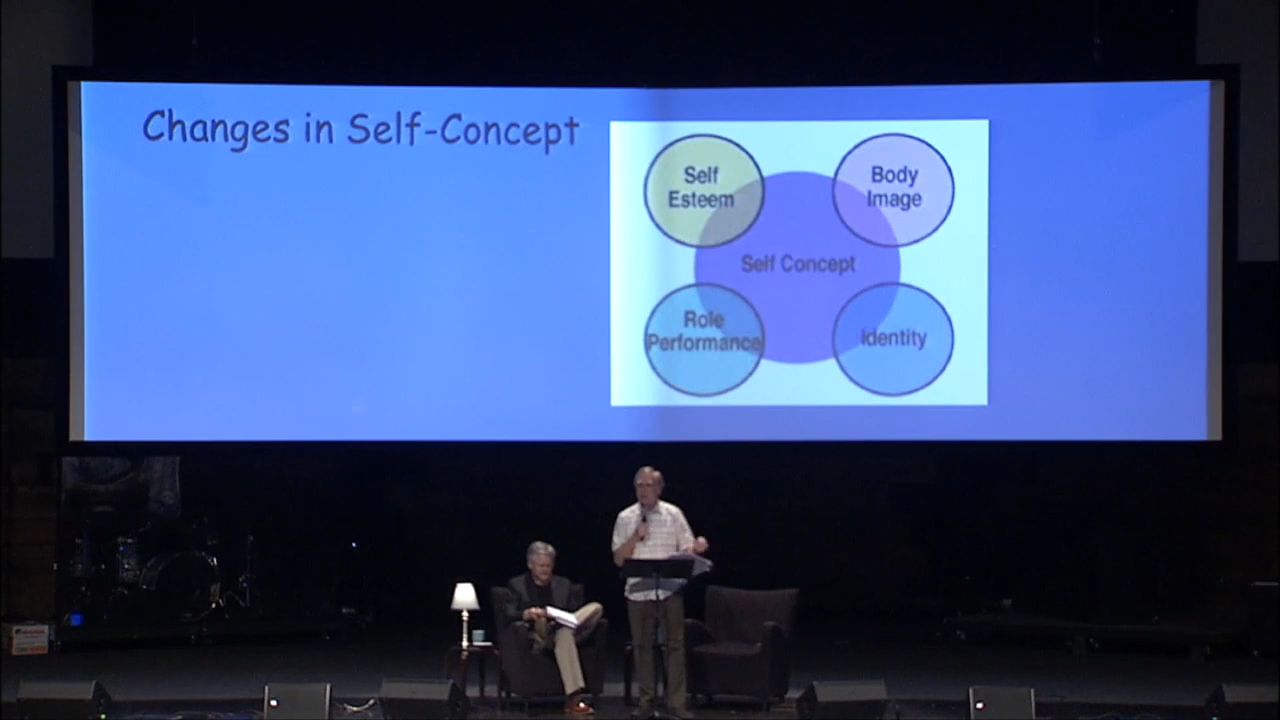 Changes in Self-Concept
Self
Esteem
Body
Image
Self Concept
Role
Performance
Identity